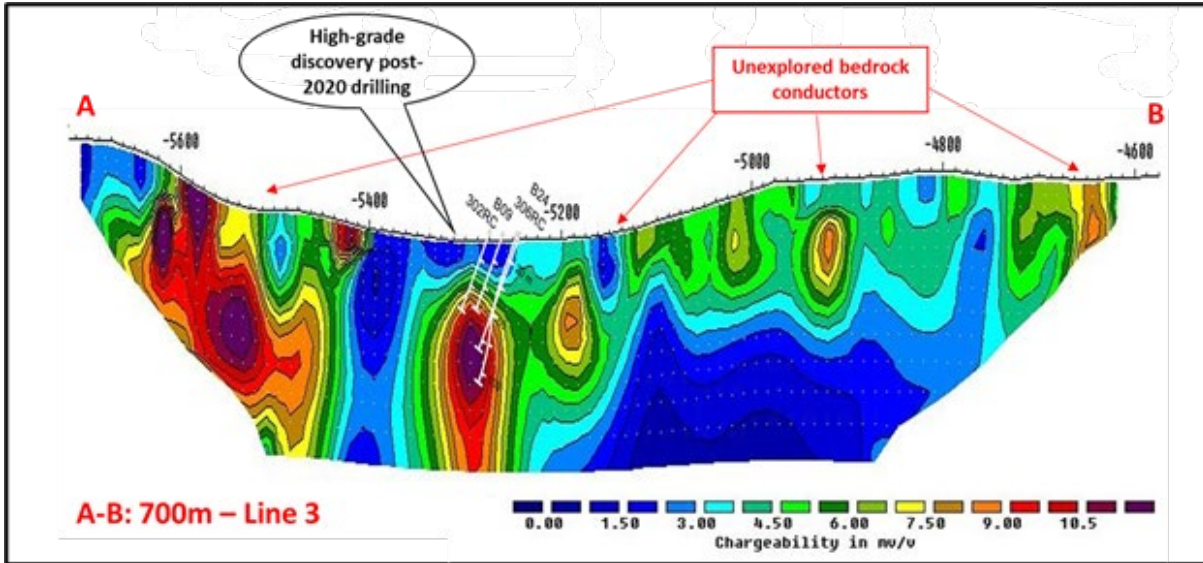 High-grade
discovery post-
2020 drilling
Unexplored bedrock
conductors
A
B
-5600
-5400
-5200
-5000
-4800
-4600
302RC
B09
306RC
B24
A-B: 700m – Line 3
0.00 1.50 3.00 4.50 6.00 7.50 9.00 10.5
Chargeability in mv/v